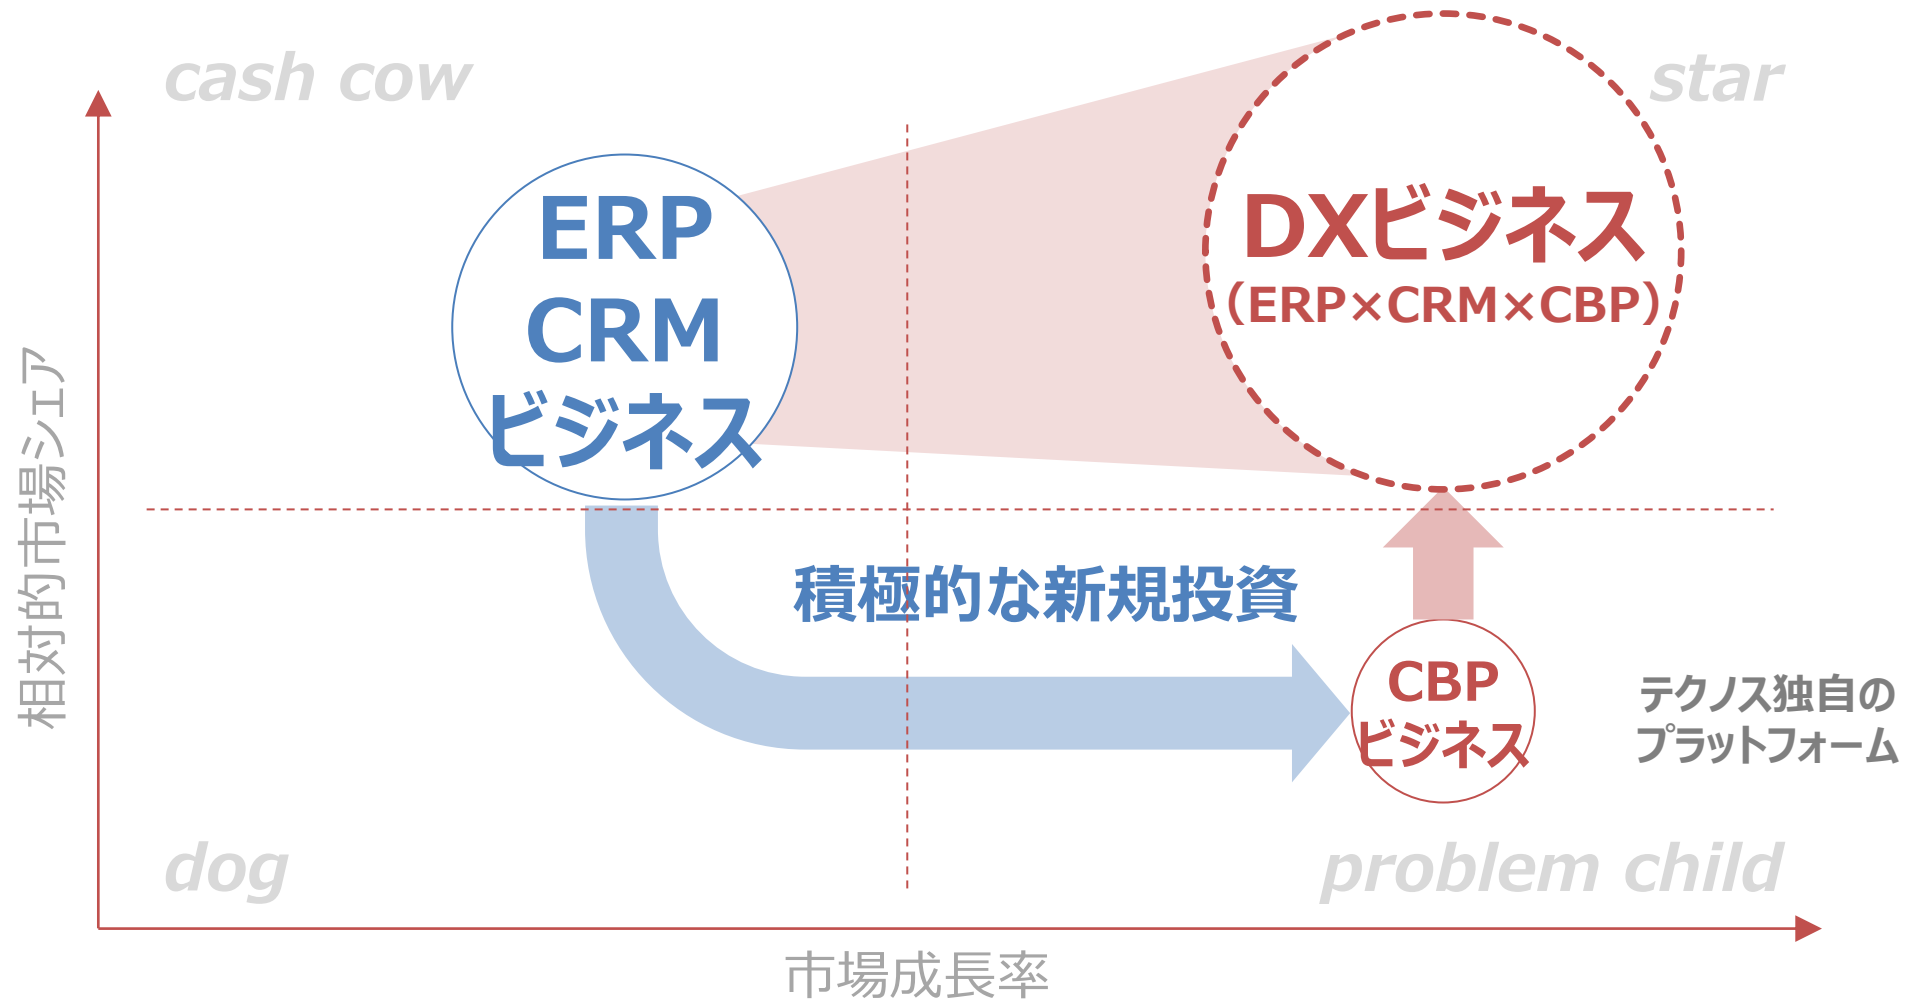 cash cow
star
ERP
CRM
ビジネス
DXビジネス
（ERP×CRM×CBP）
相対的市場シェア
積極的な新規投資
CBP
ビジネス
テクノス独自の
プラットフォーム
dog
problem child
市場成長率